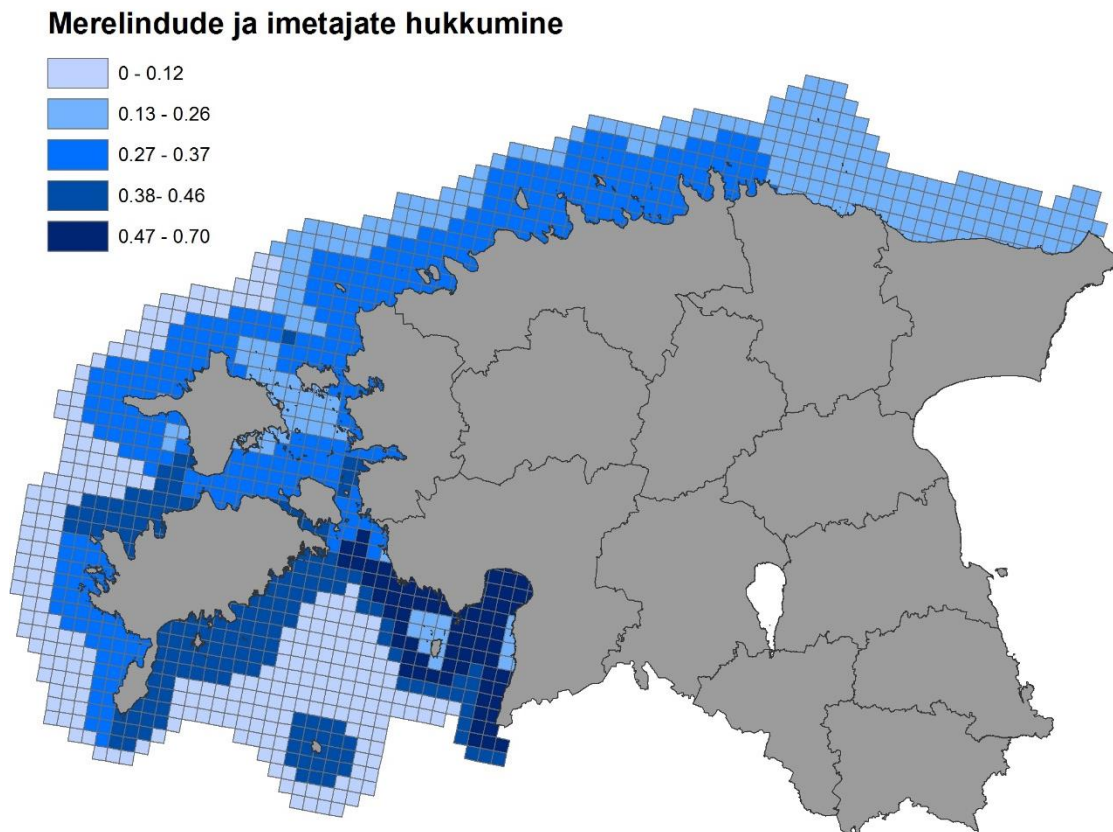 Merelindude ja imetajate hukkumine
0 - 0.12
0.13 - 0.26
0.27 - 0.37
0.38- 0.46
0.47 - 0.70